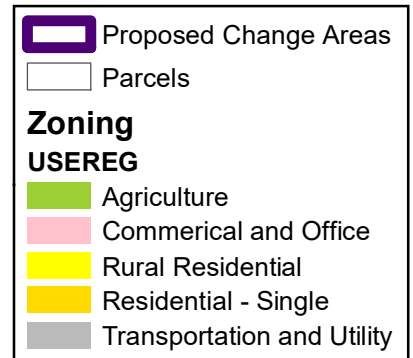 Proposed Change Areas
Parcels
Zoning
USEREG
Agriculture
Commerical and Office
Rural Residential
Residential - Single
Transportation and Utility